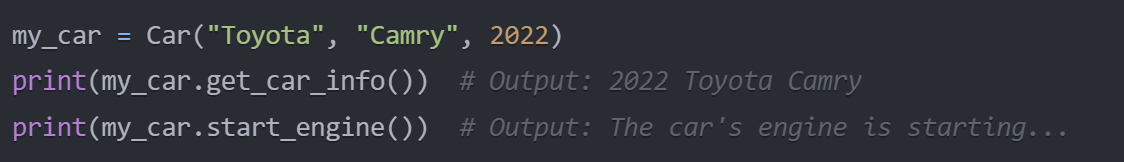 my_car = Car("Toyota", "Camry", 2022)
print(my_car.get_car_info())  # Output: 2022 Toyota Camry
print(my_car.start_engine())  # Output: The car's engine is starting...